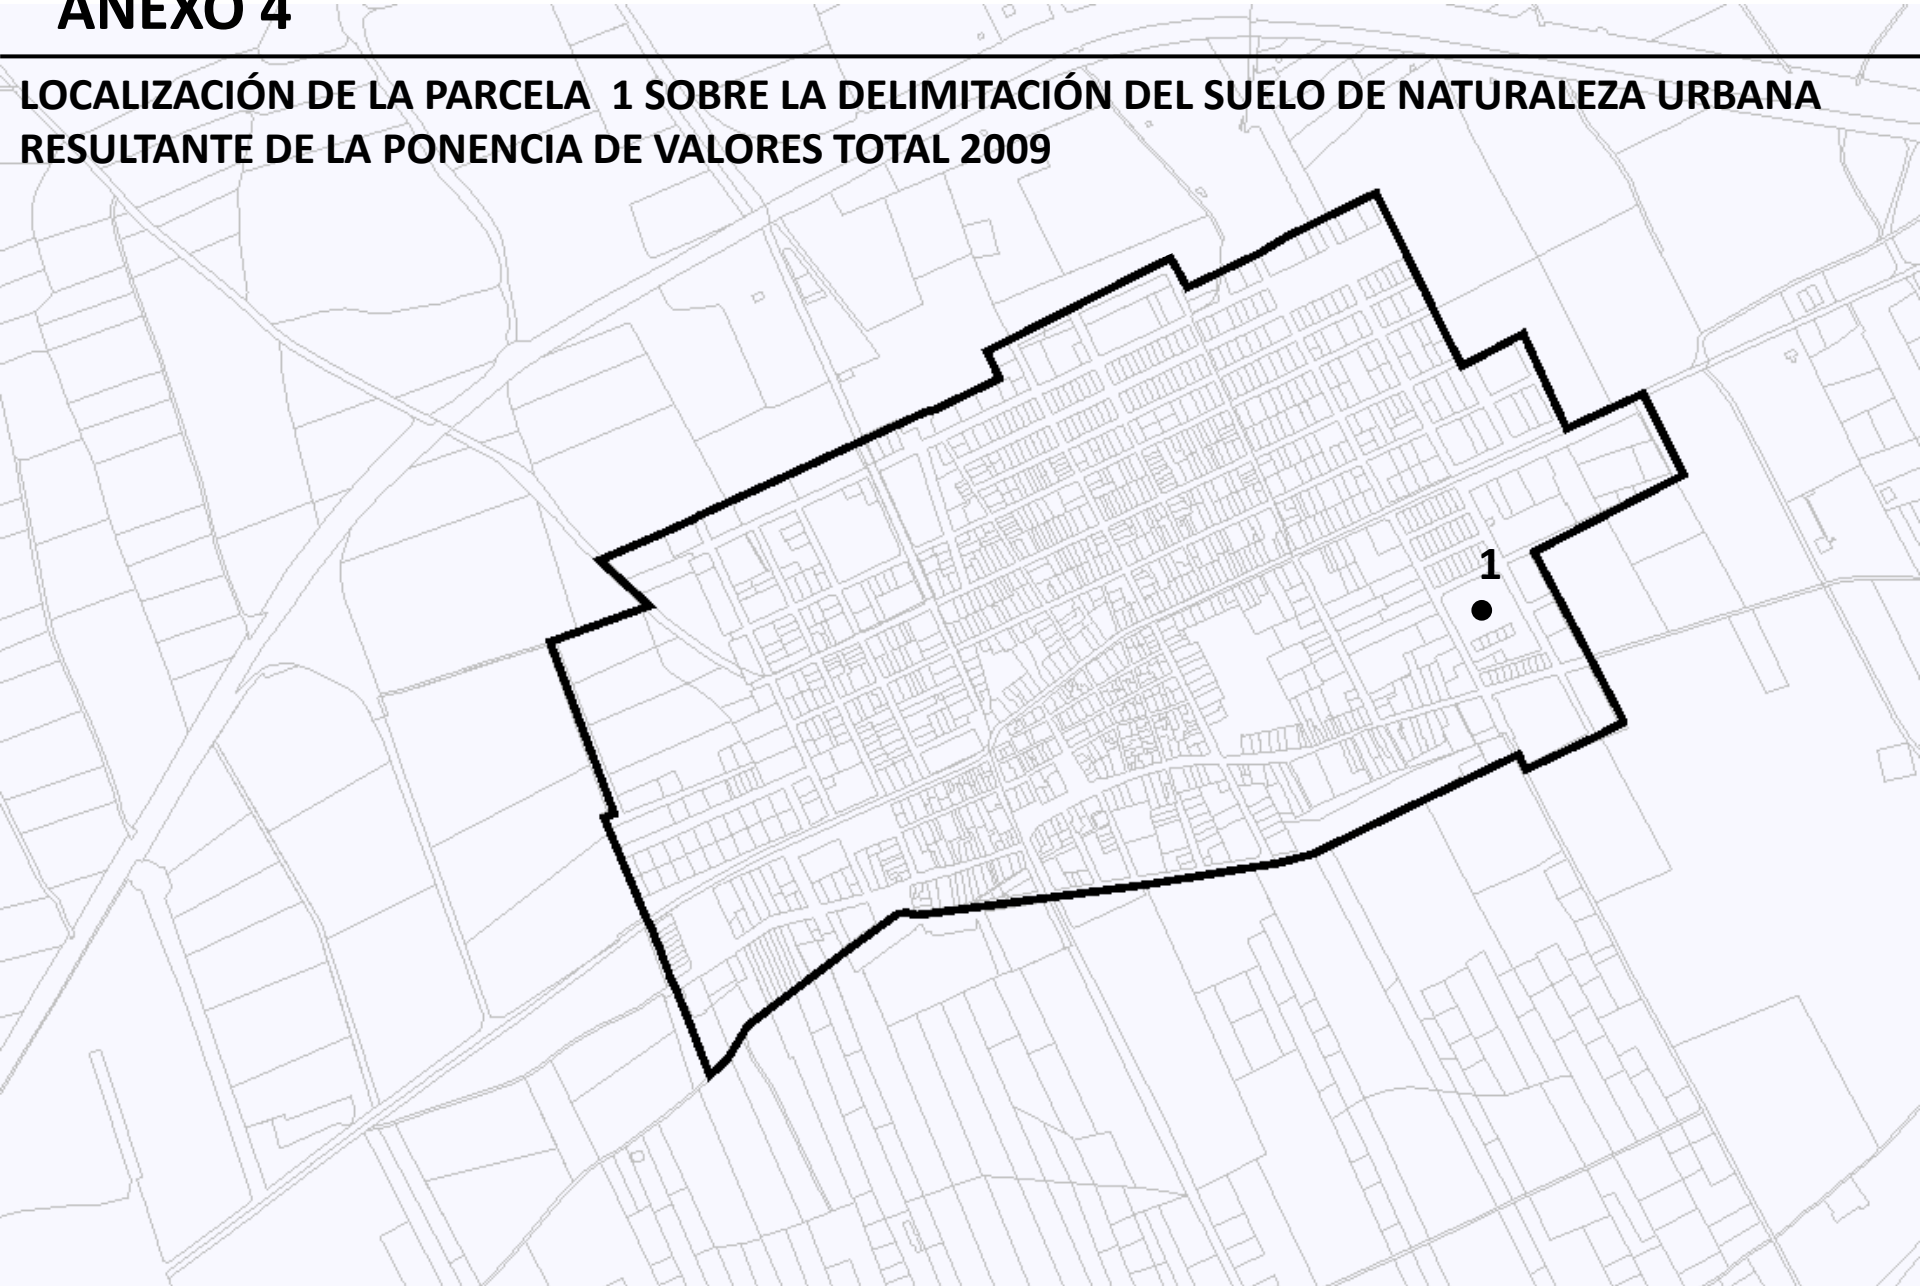 ANEXO 4
LOCALIZACIÓN DE LA PARCELA 1 SOBRE LA DELIMITACIÓN DEL SUELO DE NATURALEZA URBANA
RESULTANTE DE LA PONENCIA DE VALORES TOTAL 2009
1